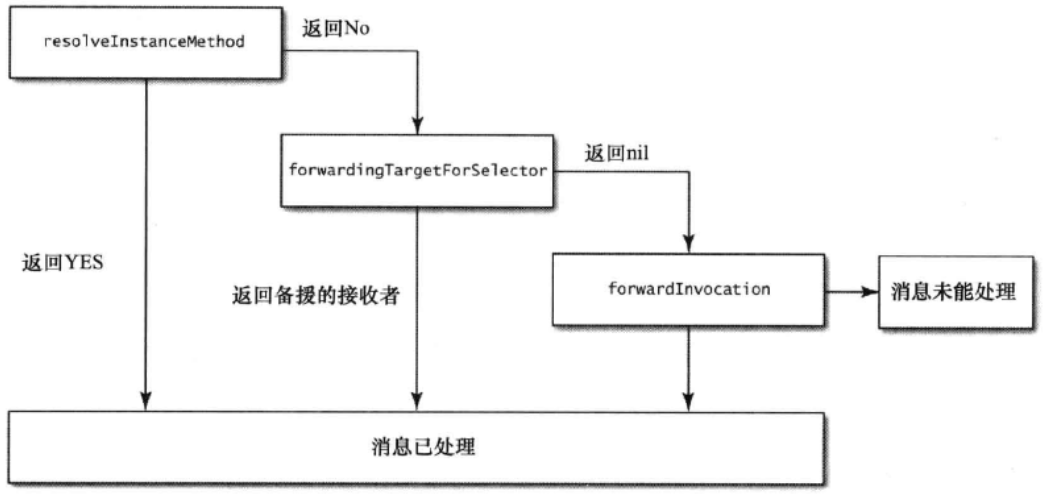 返回No
resolveInstanceMethod
返回nil
forwardingTargetForSelector
返回YES
返回备援的接收者
forwardInvocation
消息未能处理
消息已处理